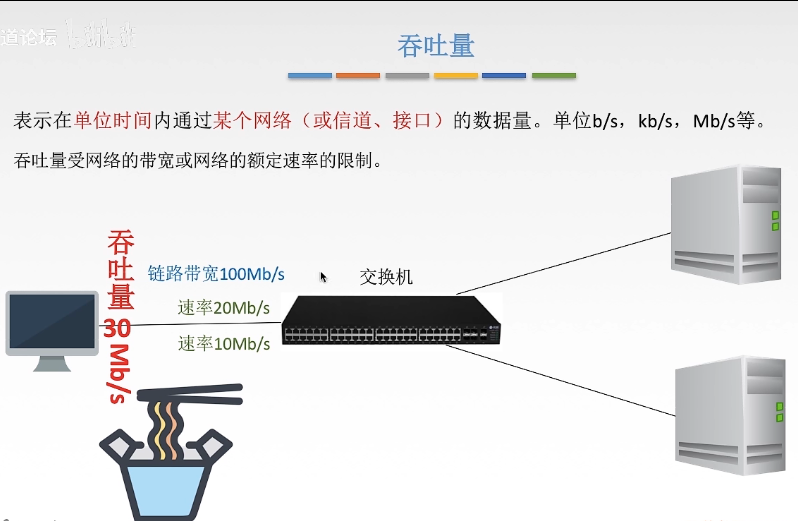 道论坛
吞吐量
表示在单位时间内通过某个网络（或信道、接口）的数据量。单位b/s，kb/s，Mb/s等。
吞吐量受网络的带宽或网络的额定速率的限制。
吞吐量30Mb/s
链路带宽100Mb/s
交换机
速率20Mb/s
速率10Mb/s